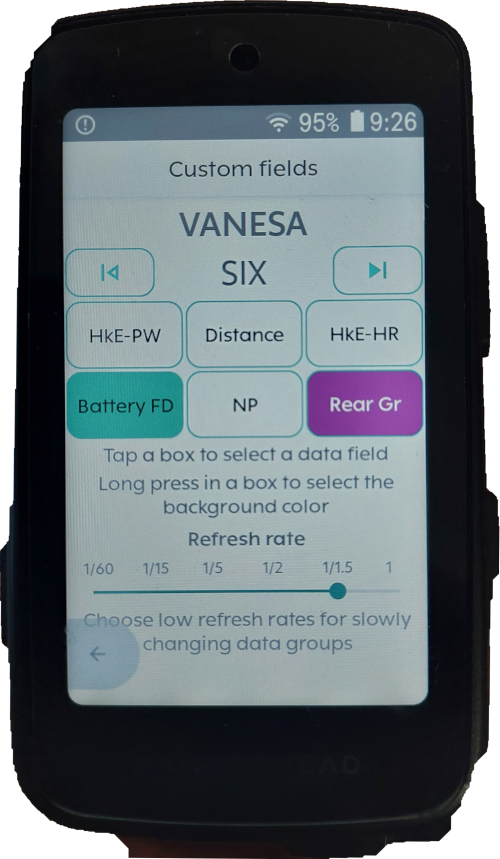 95% 9:26
Custom fields
VANESA
SIX
HkE-PW Distance HkE-HR
Battery FD NP Rear Gr
Tap a box to select a data field
Long press in a box to select the
background color
Refresh rate
1/60 1/15 1/5 1/2 1/1.5 1
Choose low refresh rates for slowly
changing data groups